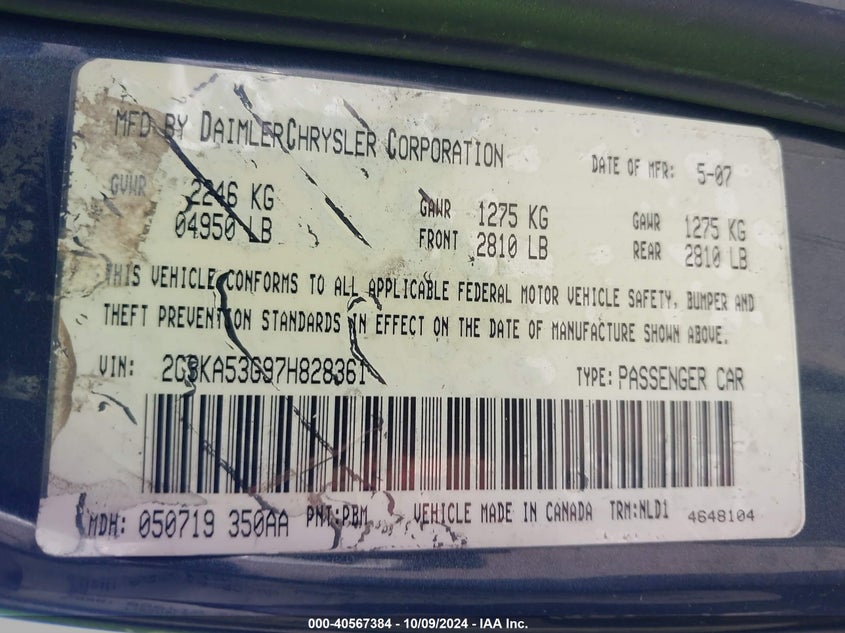 MFD BY DAIMLERCHRYSLER CORPORATION
DATE OF MFR: 5-07
GVWR 2246 KG
04950 LB
GAWR 1275 KG
FRONT 2810 LB
GAWR 1275 KG
REAR 2810 LB
THIS VEHICLE CONFORMS TO ALL APPLICABLE FEDERAL MOTOR VEHICLE SAFETY, BUMPER AND
THEFT PREVENTION STANDARDS IN EFFECT ON THE DATE OF MANUFACTURE SHOWN ABOVE.
VIN: 2C3KA53G97H828361
TYPE: PASSENGER CAR
MDH: 050719 350AA PNT:PBM VEHICLE MADE IN CANADA TRM:NLD1 4648104
000-40567384 - 10/09/2024 - IAA Inc.